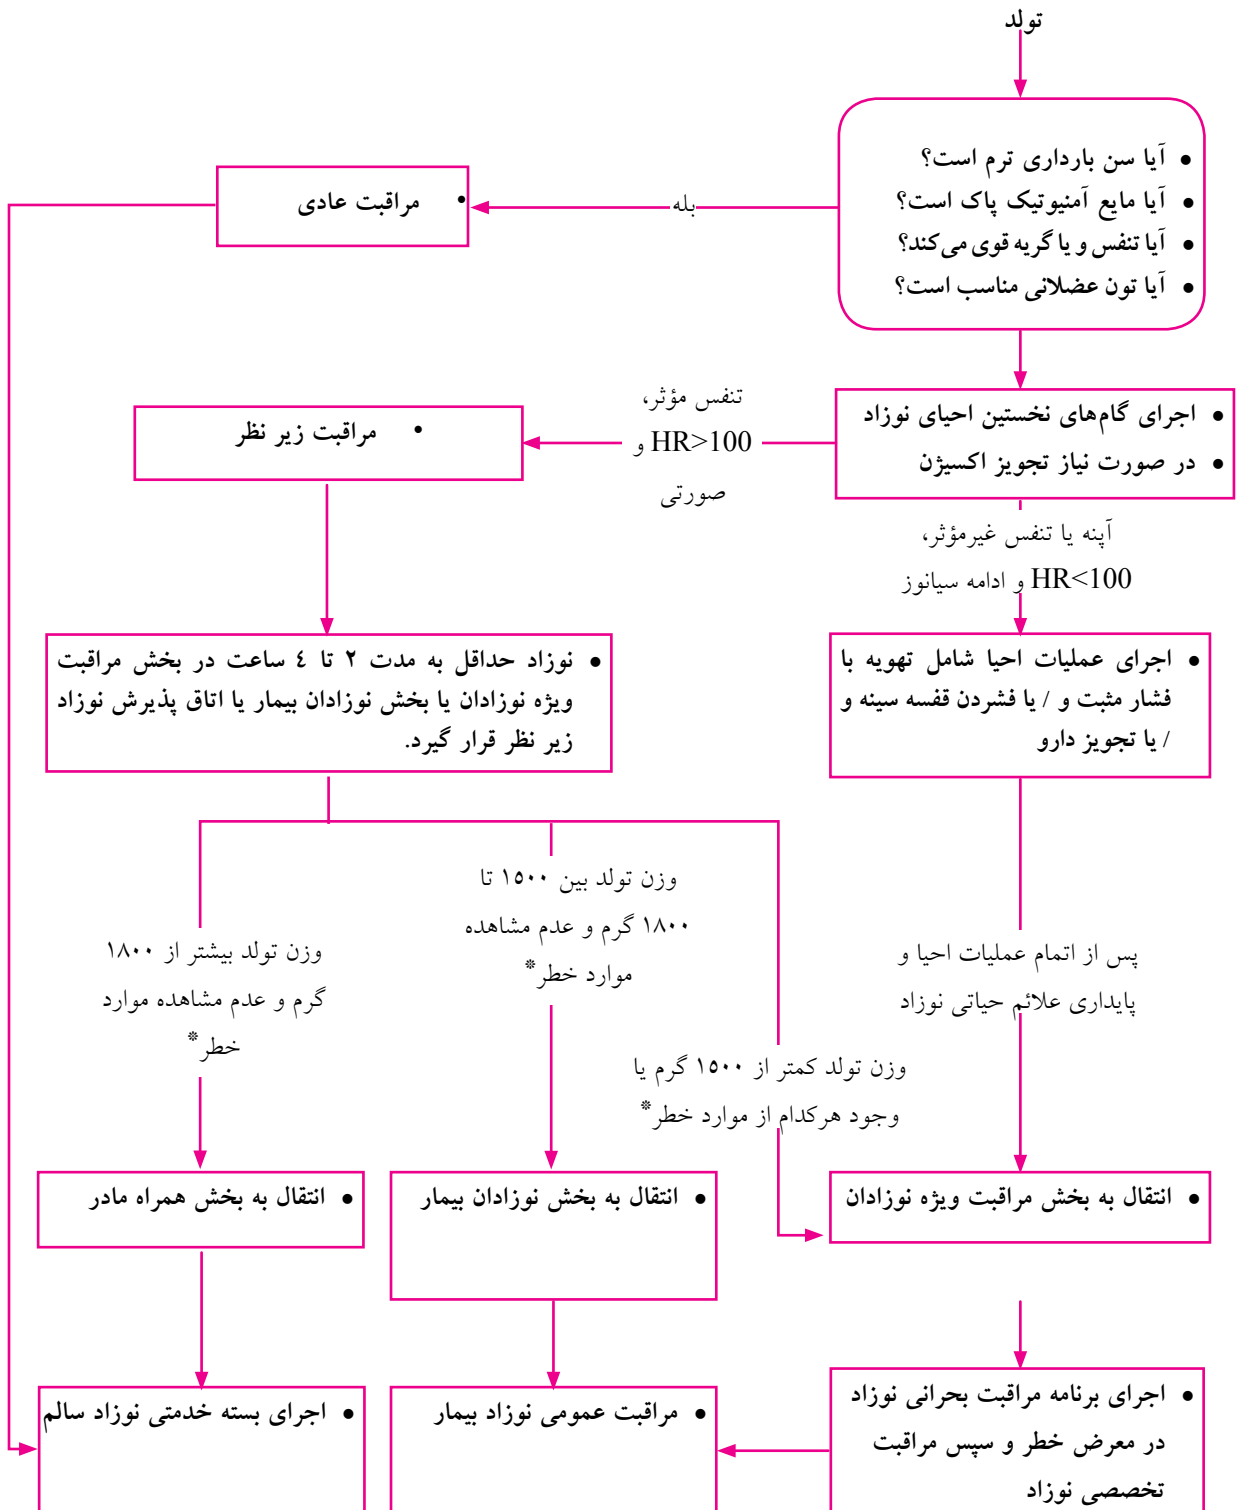 تولد
• آیا سن بارداری ترم است؟
• آیا مایع آمنیوتیک پاک است؟
• آیا تنفس و یا گریه قوی می‌کند؟
• آیا تون عضلانی مناسب است؟
بله
• مراقبت عادی
• اجرای گام‌های نخستین احیای نوزاد
• در صورت نیاز تجویز اکسیژن
تنفس مؤثر،
HR>100 و
صورتی
• مراقبت زیر نظر
آپنه یا تنفس غیرمؤثر،
HR<100 و ادامه سیانوز
• اجرای عملیات احیا شامل تهویه با
فشار مثبت و / یا فشردن قفسه سینه و
/ یا تجویز دارو
• نوزاد حداقل به مدت ۲ تا ٤ ساعت در بخش مراقبت
ویژه نوزادان یا بخش نوزادان بیمار یا اتاق پذیرش نوزاد
زیر نظر قرار گیرد.
پس از اتمام عملیات احیا و
پایداری علائم حیاتی نوزاد
وزن تولد کمتر از ۱٥۰۰ گرم یا
وجود هرکدام از موارد خطر*
وزن تولد بین ۱٥۰۰ تا
۱۸۰۰ گرم و عدم مشاهده
موارد خطر*
وزن تولد بیشتر از ۱۸۰۰
گرم و عدم مشاهده موارد
خطر*
• انتقال به بخش مراقبت ویژه نوزادان
• انتقال به بخش نوزادان بیمار
• انتقال به بخش همراه مادر
• اجرای برنامه مراقبت بحرانی نوزاد
در معرض خطر و سپس مراقبت
تخصصی نوزاد
• مراقبت عمومی نوزاد بیمار
• اجرای بسته خدمتی نوزاد سالم